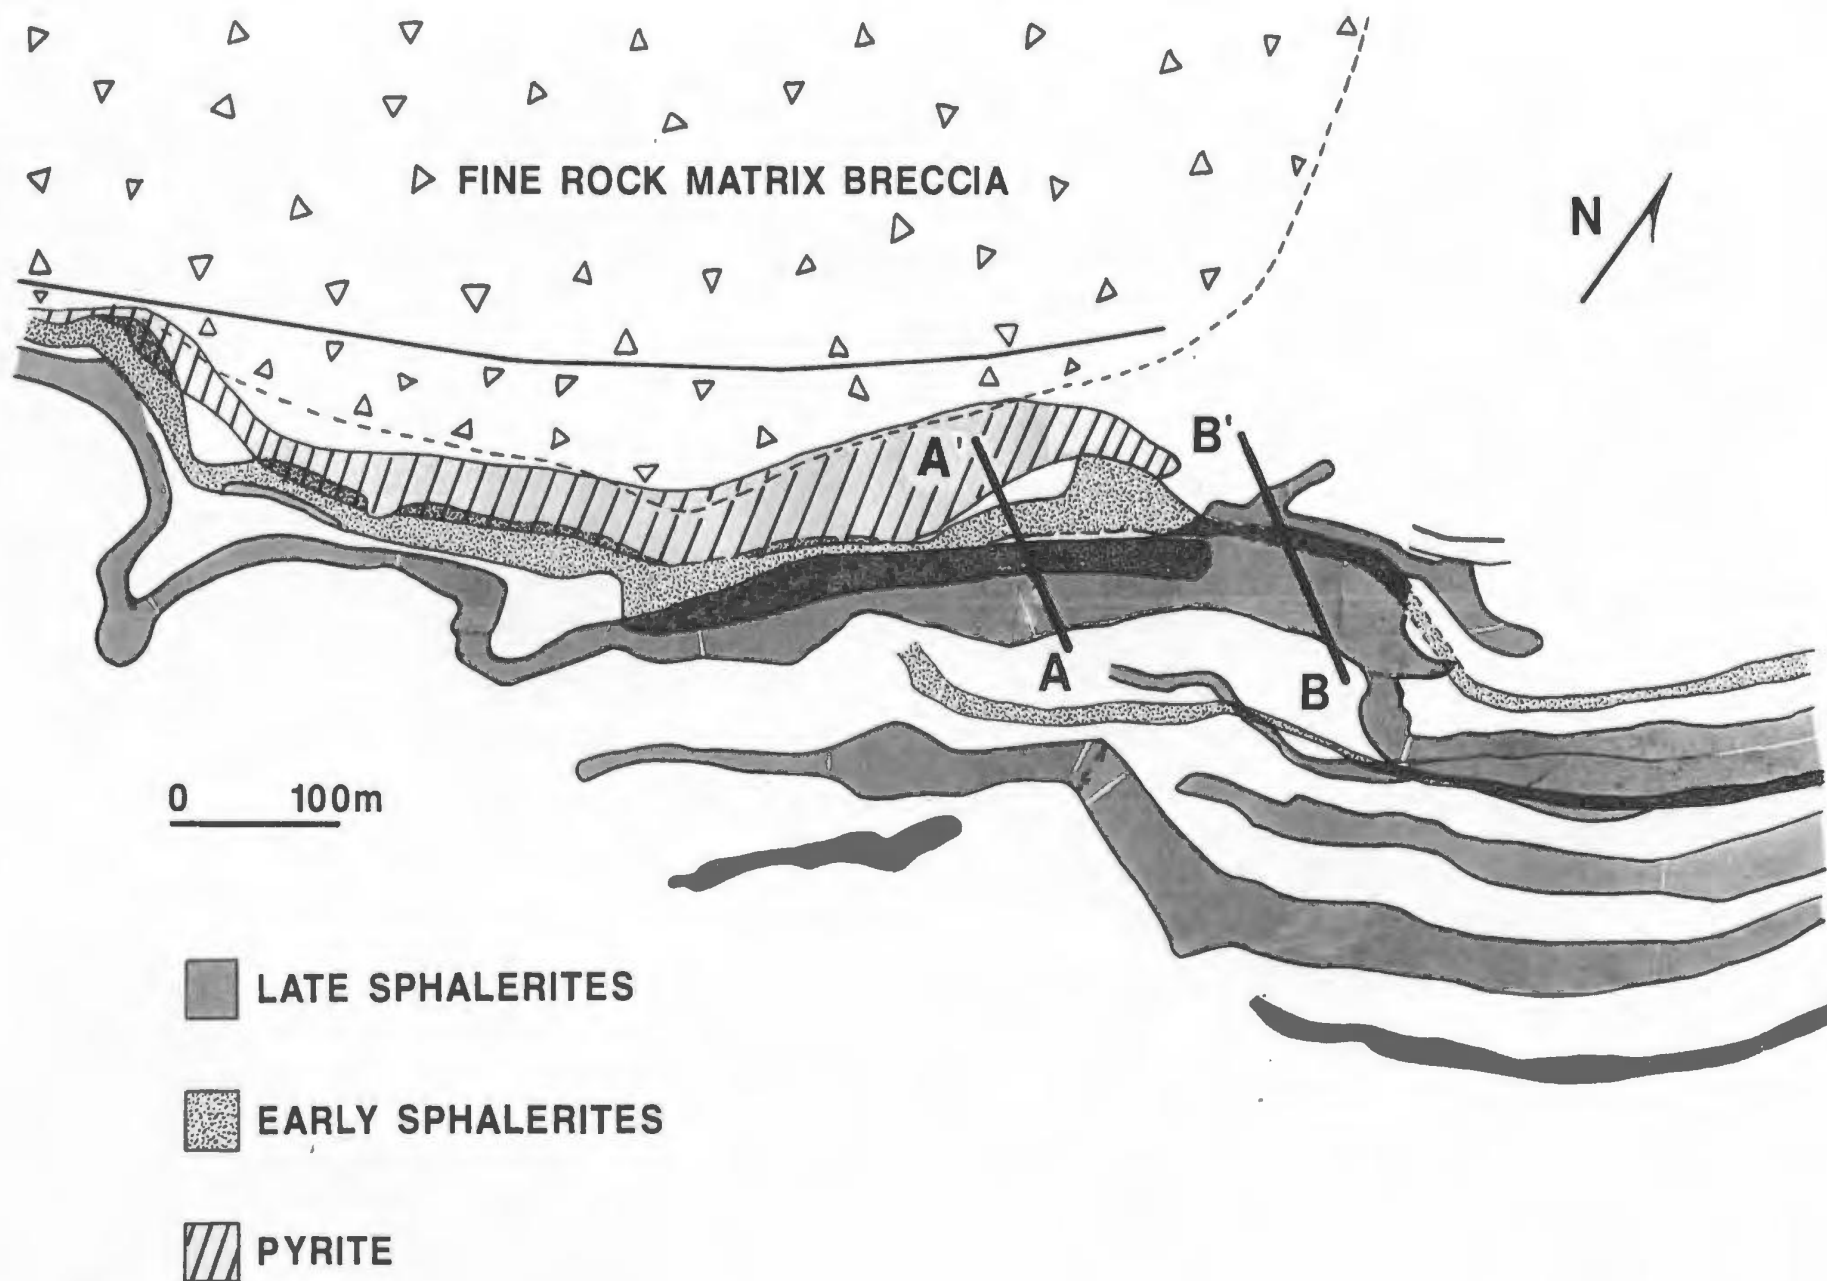 FINE ROCK MATRIX BRECCIA
N
A'
B'
A
B
0 100m
LATE SPHALERITES
EARLY SPHALERITES
PYRITE